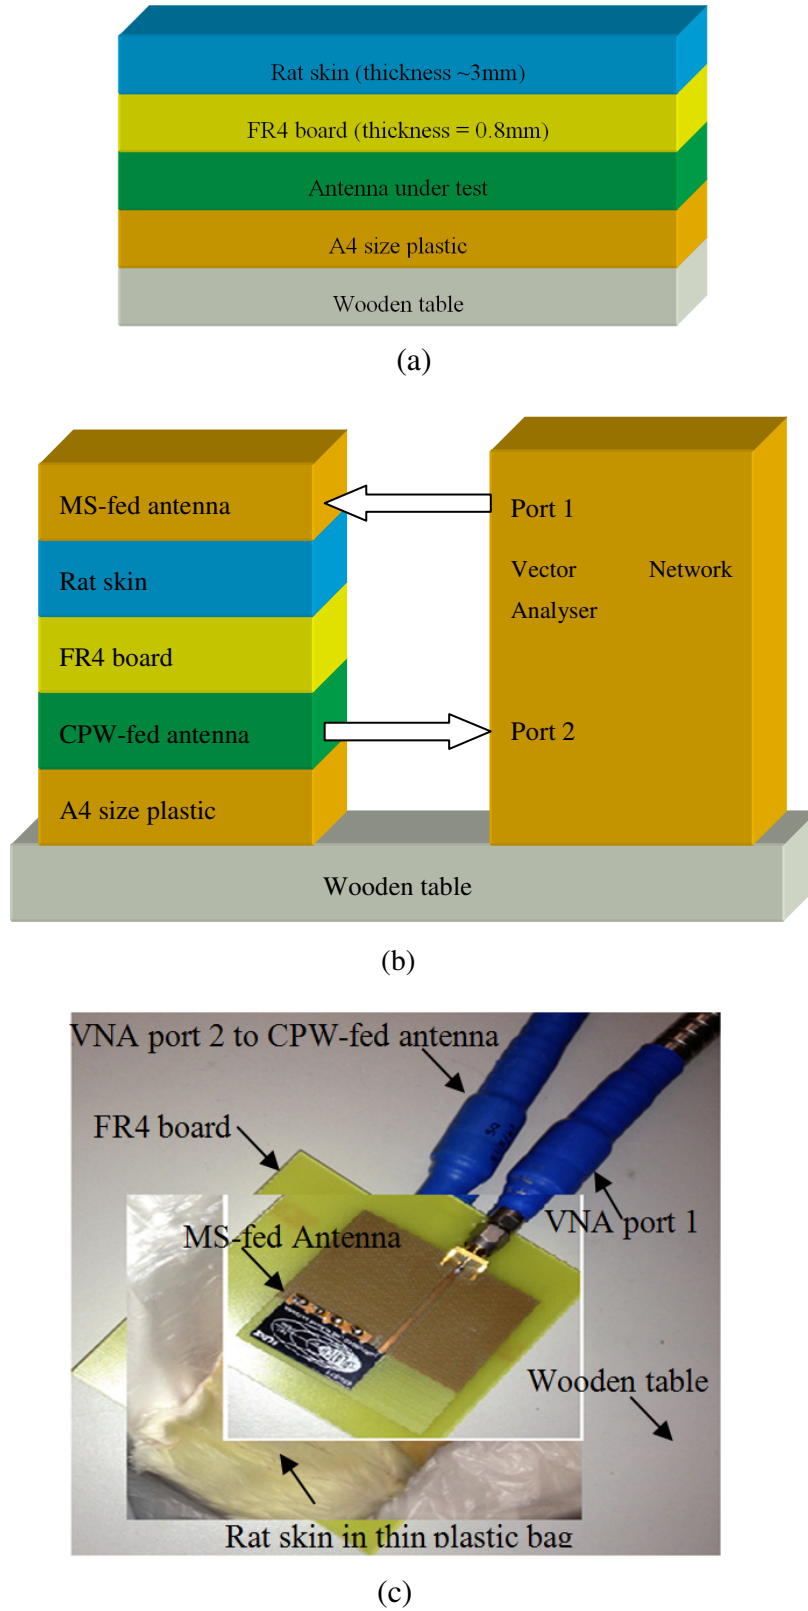 Rat skin (thickness ~3mm)
FR4 board (thickness = 0.8mm)
Antenna under test
A4 size plastic
Wooden table
(a)
MS-fed antenna
Rat skin
FR4 board
CPW-fed antenna
A4 size plastic
Port 1
Vector Network
Analyser
Port 2
Wooden table
(b)
VNA port 2 to CPW-fed antenna
FR4 board
VNA port 1
MS-fed Antenna
Wooden table
Rat skin in thin plastic bag
(c)